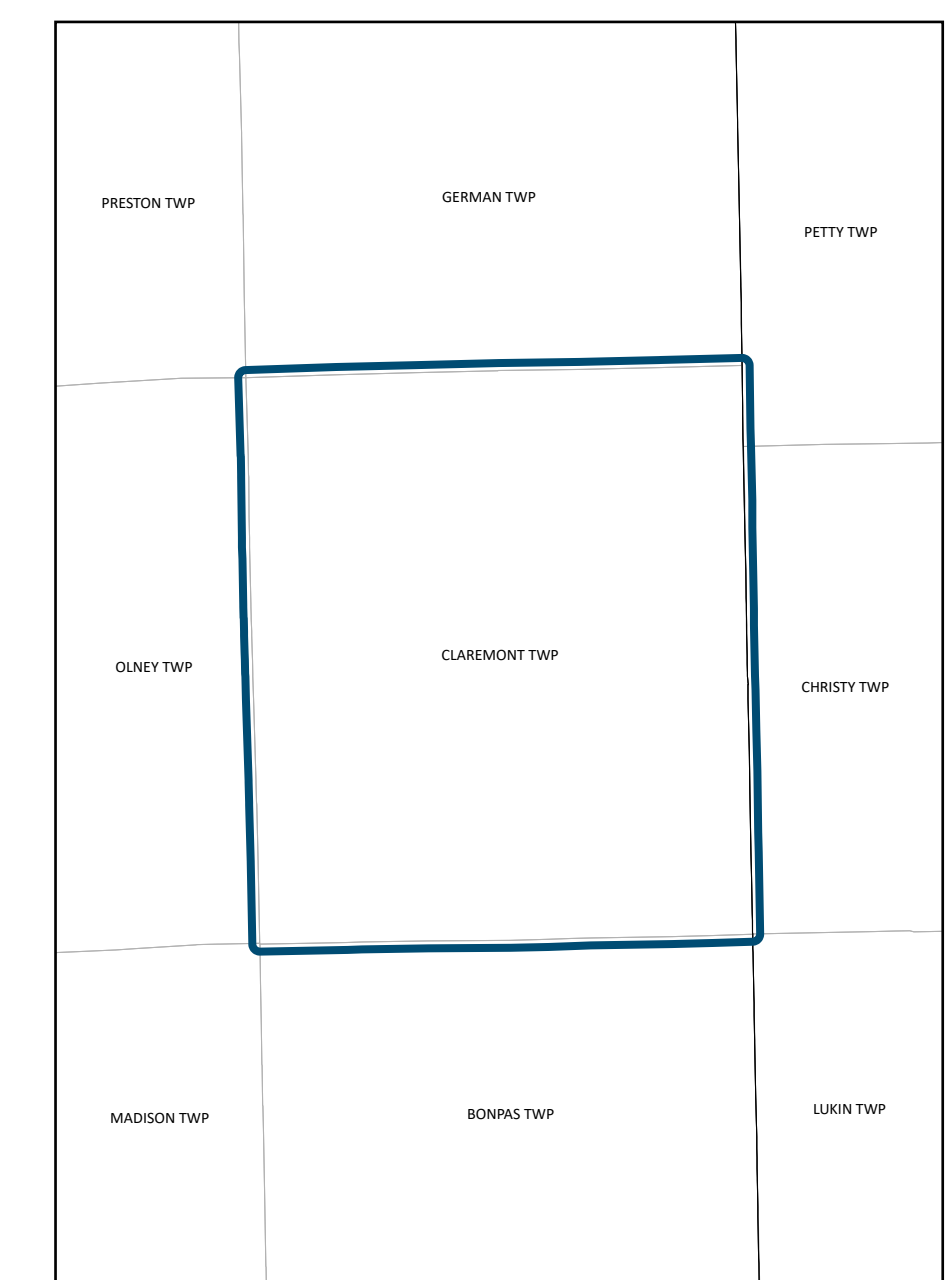 PRESTON TWP
GERMAN TWP
PETTY TWP
OLNEY TWP
CLAREMONT TWP
CHRISTY TWP
MADISON TWP
BONPAS TWP
LUKIN TWP